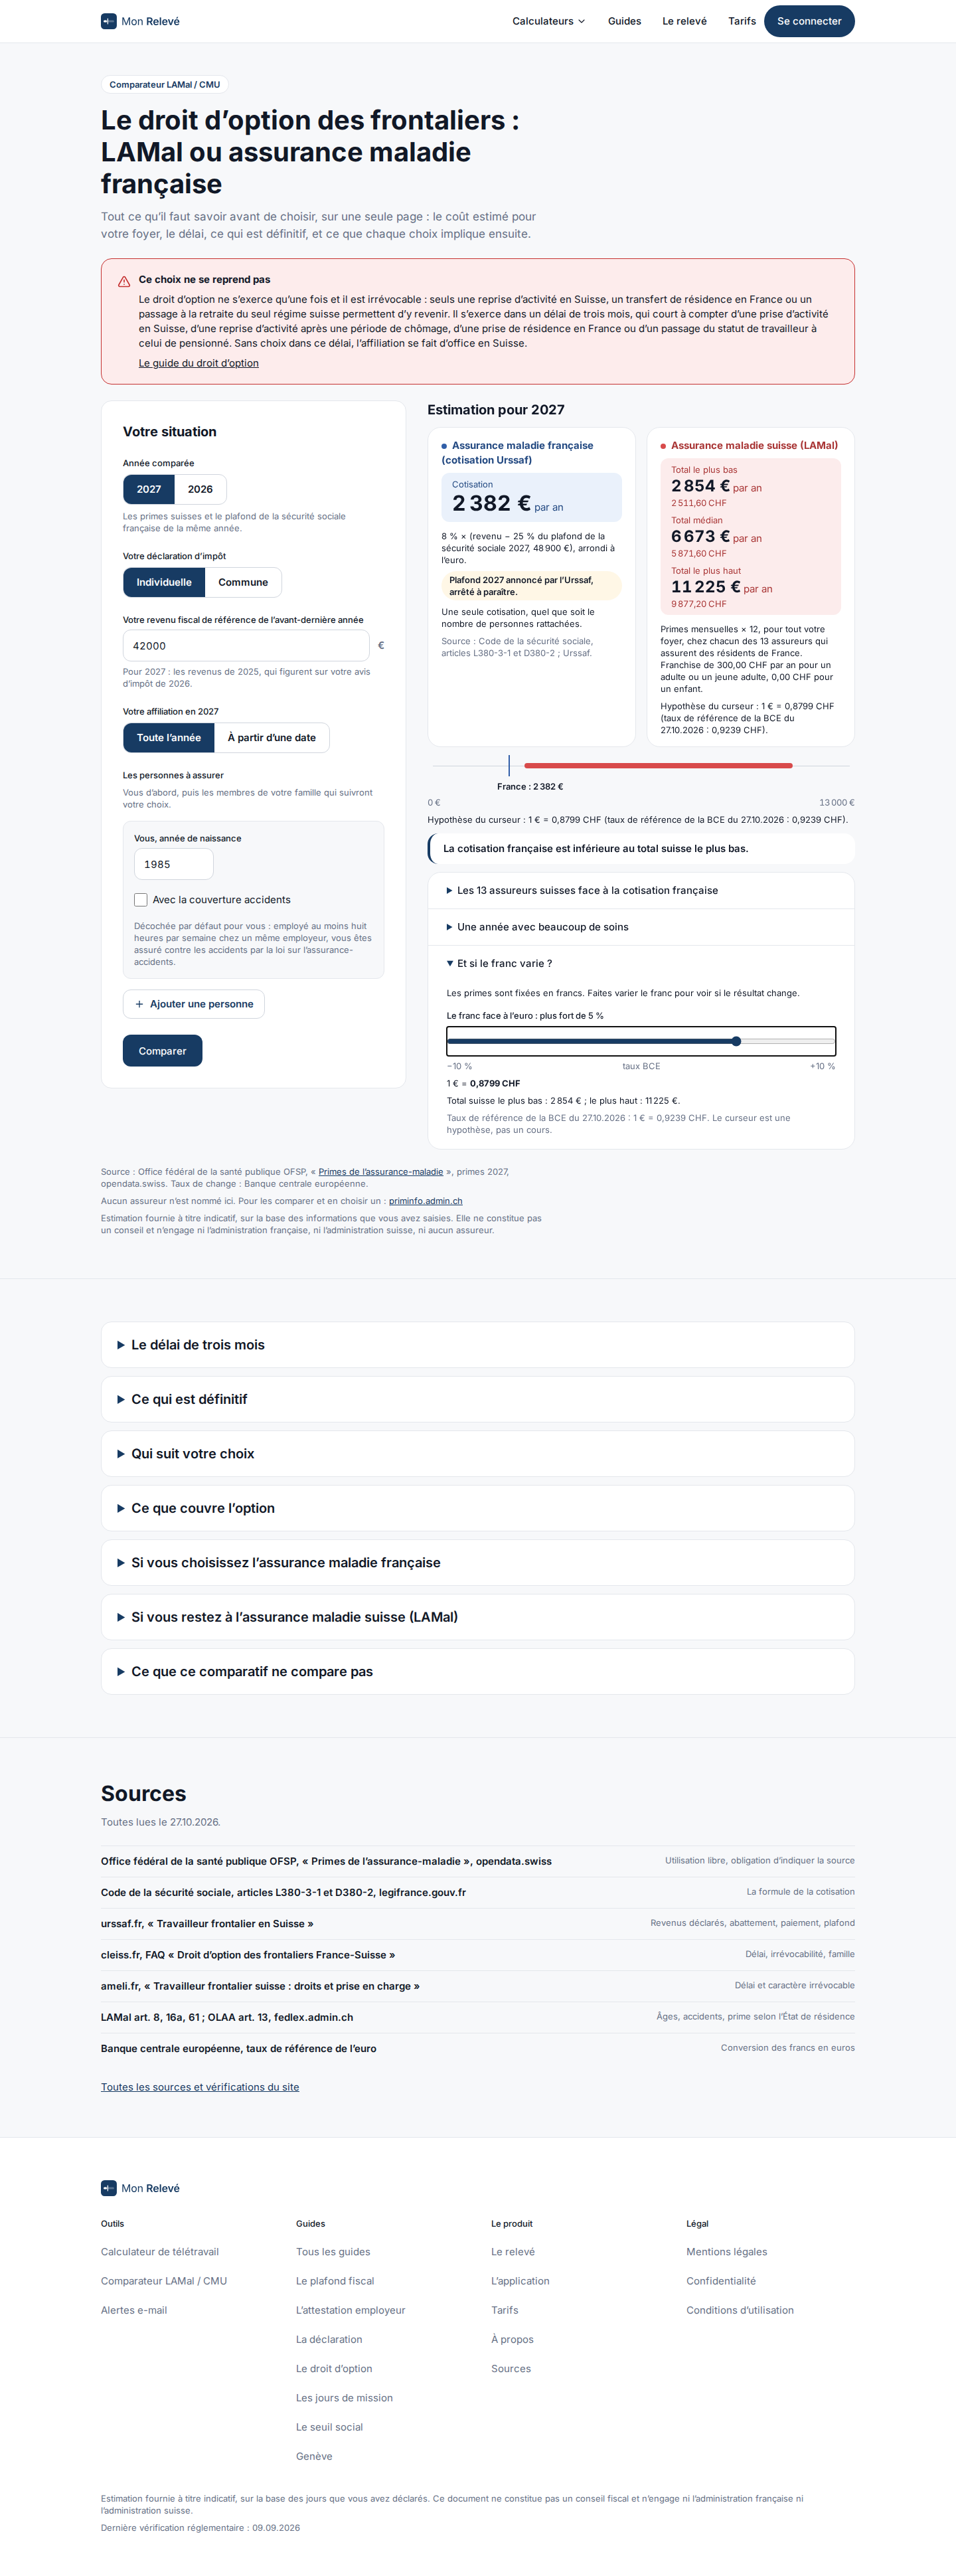 Mon Relevé
Calculateurs
Guides
Le relevé
Tarifs
Se connecter
Comparateur LAMal / CMU
Le droit d’option des frontaliers :
LAMal ou assurance maladie
française
Tout ce qu’il faut savoir avant de choisir, sur une seule page : le coût estimé pour
votre foyer, le délai, ce qui est définitif, et ce que chaque choix implique ensuite.
Ce choix ne se reprend pas
Le droit d’option ne s’exerce qu’une fois et il est irrévocable : seuls une reprise d’activité en Suisse, un transfert de résidence en France ou un
passage à la retraite du seul régime suisse permettent d’y revenir. Il s’exerce dans un délai de trois mois, qui court à compter d’une prise d’activité
en Suisse, d’une reprise d’activité après une période de chômage, d’une prise de résidence en France ou d’un passage du statut de travailleur à
celui de pensionné. Sans choix dans ce délai, l’affiliation se fait d’office en Suisse.
Le guide du droit d’option
Votre situation
Année comparée
2027
2026
Les primes suisses et le plafond de la sécurité sociale
française de la même année.
Votre déclaration d’impôt
Individuelle
Commune
Votre revenu fiscal de référence de l’avant-dernière année
42000
€
Pour 2027 : les revenus de 2025, qui figurent sur votre avis
d’impôt de 2026.
Votre affiliation en 2027
Toute l’année
À partir d’une date
Les personnes à assurer
Vous d’abord, puis les membres de votre famille qui suivront
votre choix.
Vous, année de naissance
1985
Avec la couverture accidents
Décochée par défaut pour vous : employé au moins huit
heures par semaine chez un même employeur, vous êtes
assuré contre les accidents par la loi sur l’assurance-
accidents.
Ajouter une personne
Comparer
Estimation pour 2027
Assurance maladie française
(cotisation Urssaf)
Cotisation
2 382 € par an
8 % × (revenu − 25 % du plafond de la
sécurité sociale 2027, 48 900 €), arrondi à
l’euro.
Plafond 2027 annoncé par l’Urssaf,
arrêté à paraître.
Une seule cotisation, quel que soit le
nombre de personnes rattachées.
Source : Code de la sécurité sociale,
articles L380-3-1 et D380-2 ; Urssaf.
Assurance maladie suisse (LAMal)
Total le plus bas
2 854 € par an
2 511,60 CHF
Total médian
6 673 € par an
5 871,60 CHF
Total le plus haut
11 225 € par an
9 877,20 CHF
Primes mensuelles × 12, pour tout votre
foyer, chez chacun des 13 assureurs qui
assurent des résidents de France.
Franchise de 300,00 CHF par an pour un
adulte ou un jeune adulte, 0,00 CHF pour
un enfant.
Hypothèse du curseur : 1 € = 0,8799 CHF
(taux de référence de la BCE du
27.10.2026 : 0,9239 CHF).
France : 2 382 €
0 €
13 000 €
Hypothèse du curseur : 1 € = 0,8799 CHF (taux de référence de la BCE du 27.10.2026 : 0,9239 CHF).
La cotisation française est inférieure au total suisse le plus bas.
Les 13 assureurs suisses face à la cotisation française
Une année avec beaucoup de soins
Et si le franc varie ?
Les primes sont fixées en francs. Faites varier le franc pour voir si le résultat change.
Le franc face à l’euro : plus fort de 5 %
−10 %
taux BCE
+10 %
1 € = 0,8799 CHF
Total suisse le plus bas : 2 854 € ; le plus haut : 11 225 €.
Taux de référence de la BCE du 27.10.2026 : 1 € = 0,9239 CHF. Le curseur est une
hypothèse, pas un cours.
Source : Office fédéral de la santé publique OFSP, « Primes de l’assurance-maladie », primes 2027,
opendata.swiss. Taux de change : Banque centrale européenne.
Aucun assureur n’est nommé ici. Pour les comparer et en choisir un : priminfo.admin.ch
Estimation fournie à titre indicatif, sur la base des informations que vous avez saisies. Elle ne constitue pas
un conseil et n’engage ni l’administration française, ni l’administration suisse, ni aucun assureur.
Le délai de trois mois
Ce qui est définitif
Qui suit votre choix
Ce que couvre l’option
Si vous choisissez l’assurance maladie française
Si vous restez à l’assurance maladie suisse (LAMal)
Ce que ce comparatif ne compare pas
Sources
Toutes lues le 27.10.2026.
Office fédéral de la santé publique OFSP, « Primes de l’assurance-maladie », opendata.swiss
Utilisation libre, obligation d’indiquer la source
Code de la sécurité sociale, articles L380-3-1 et D380-2, legifrance.gouv.fr
La formule de la cotisation
urssaf.fr, « Travailleur frontalier en Suisse »
Revenus déclarés, abattement, paiement, plafond
cleiss.fr, FAQ « Droit d’option des frontaliers France-Suisse »
Délai, irrévocabilité, famille
ameli.fr, « Travailleur frontalier suisse : droits et prise en charge »
Délai et caractère irrévocable
LAMal art. 8, 16a, 61 ; OLAA art. 13, fedlex.admin.ch
Âges, accidents, prime selon l’État de résidence
Banque centrale européenne, taux de référence de l’euro
Conversion des francs en euros
Toutes les sources et vérifications du site
Mon Relevé
Outils
Calculateur de télétravail
Comparateur LAMal / CMU
Alertes e-mail
Guides
Tous les guides
Le plafond fiscal
L’attestation employeur
La déclaration
Le droit d’option
Les jours de mission
Le seuil social
Genève
Le produit
Le relevé
L’application
Tarifs
À propos
Sources
Légal
Mentions légales
Confidentialité
Conditions d’utilisation
Estimation fournie à titre indicatif, sur la base des jours que vous avez déclarés. Ce document ne constitue pas un conseil fiscal et n’engage ni l’administration française ni
l’administration suisse.
Dernière vérification réglementaire : 09.09.2026